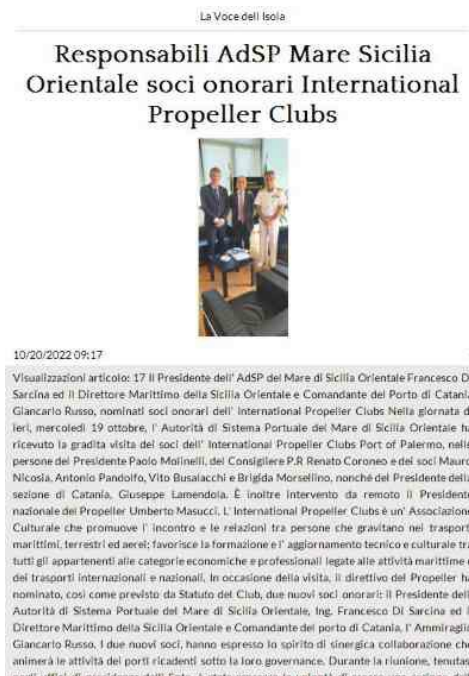 La Voce dell Isola
Responsabili AdSP Mare Sicilia
Orientale soci onorari International
Propeller Clubs
10/20/2022 09:17
Visualizzazioni articolo: 17 Il Presidente dell' AdSP del Mare di Sicilia Orientale Francesco D
Sarcina ed il Direttore Marittimo della Sicilia Orientale e Comandante del Porto di Catani
Giancarlo Russo, nominati soci onorari dell' International Propeller Clubs Nella giornata d
ieri, mercoledì 19 ottobre, l' Autorità di Sistema Portuale del Mare di Sicilia Orientale ha
ricevuto la gradita visita dei soci dell' International Propeller Clubs Port of Palermo, nelle
persone del Presidente Paolo Molinelli, del Consigliere P.R Renato Coroneo e dei soci Mauro
Nicosia, Antonio Pandolfo, Vito Busalacchi e Brigida Morsellino, nonché del Presidente della
sezione di Catania, Giuseppe Lamendola. È inoltre intervento da remoto il Presidente
nazionale del Propeller Umberto Masucci. L' International Propeller Clubs è un' Associazione
Culturale che promuove l' incontro e le relazioni tra persone che gravitano nei trasport
marittimi, terrestri ed aerei; favorisce la formazione e l' aggiornamento tecnico e culturale tra
tutti gli appartenenti alle categorie economiche e professionali legate alle attività marittime e
dei trasporti internazionali e nazionali. In occasione della visita, il direttivo del Propeller ha
nominato, così come previsto da Statuto del Club, due nuovi soci onorari: il Presidente dell
Autorità di Sistema Portuale del Mare di Sicilia Orientale, Ing. Francesco Di Sarcina ed i
Direttore Marittimo della Sicilia Orientale e Comandante del porto di Catania, l' Ammiragli
Giancarlo Russo. I due nuovi soci, hanno espresso lo spirito di sinergica collaborazione che
animerà le attività dei porti ricadenti sotto la loro governance. Durante la riunione, tenutas